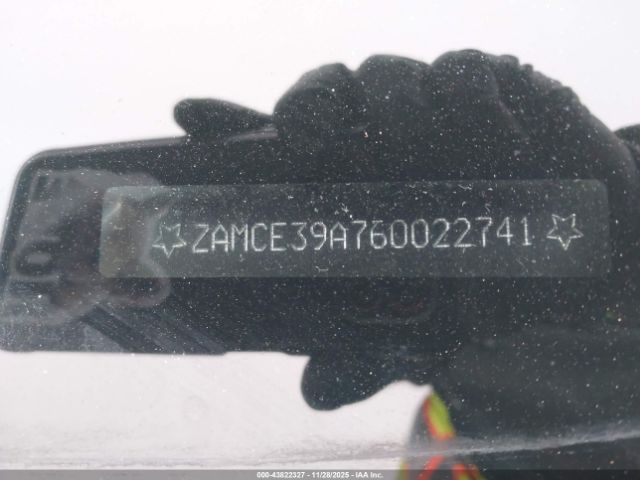 ☆ZAMCE39A760022741☆
000-43822327 - 11/28/2025 - IAA Inc.